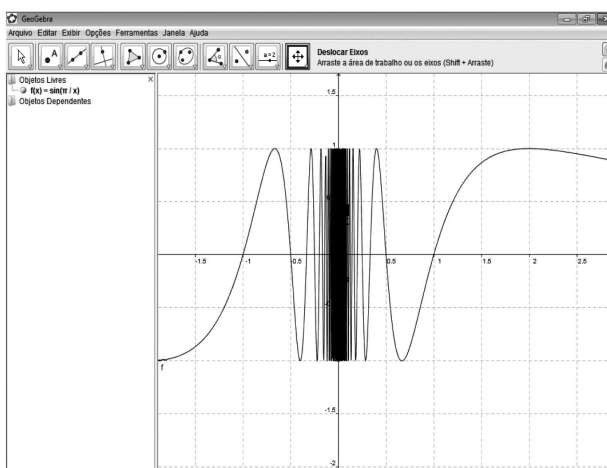 GeoGebra
Arquivo Editar Exibir Opções Ferramentas Janela Ajuda
A
α
a = 2
Deslocar Eixos
Arraste a área de trabalho ou os eixos (Shift + Arraste)
Objetos Livres
f(x) = sin(π / x)
Objetos Dependentes
1.5
1
-1.5
-1
-0.5
0.5
1
1.5
2
2.5
f
-1.5
-2